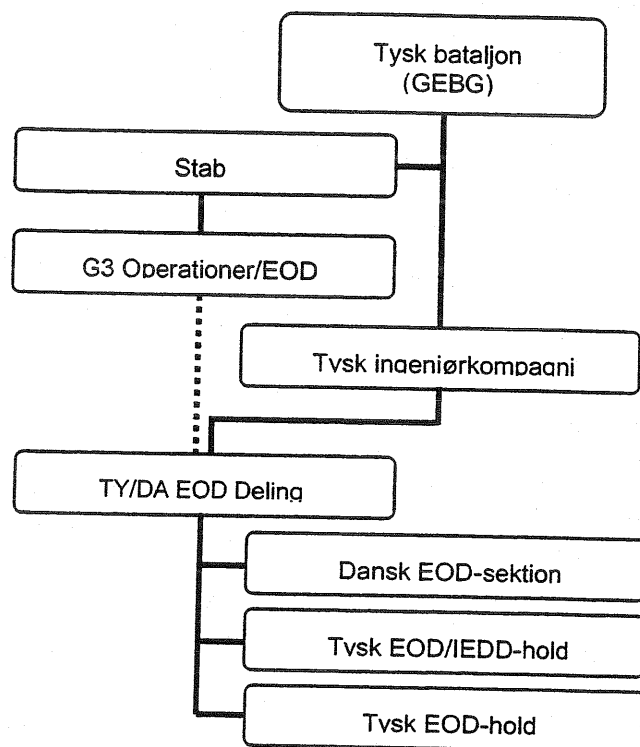 Tysk bataljon
(GEBG)
Stab
G3 Operationer/EOD
Tysk ingeniørkompagni
TY/DA EOD Deling
Dansk EOD-sektion
Tysk EOD/IEDD-hold
Tysk EOD-hold